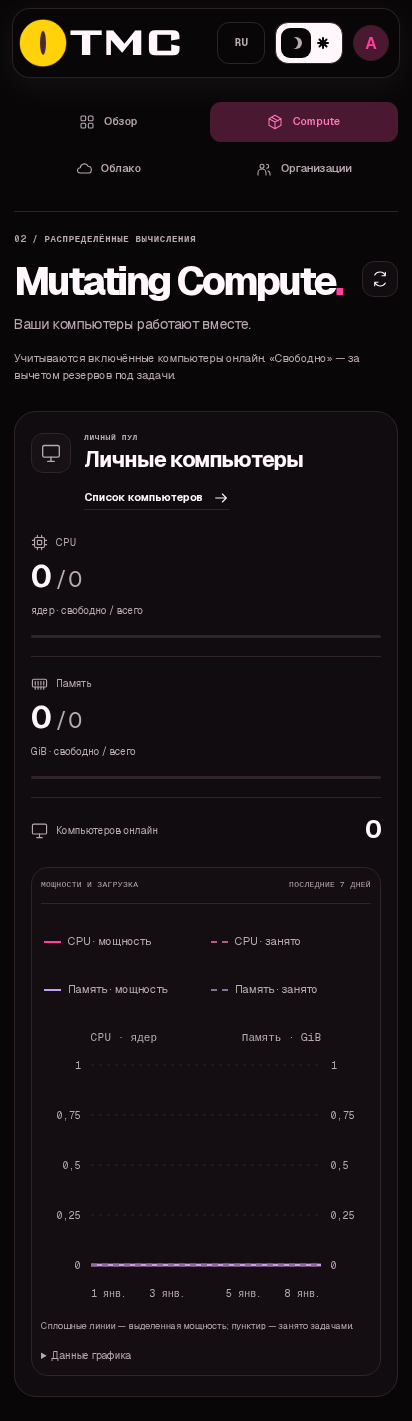 TMC
RU
A
Обзор
Compute
Облако
Организации
02 / РАСПРЕДЕЛЁННЫЕ ВЫЧИСЛЕНИЯ
Mutating Compute.
Ваши компьютеры работают вместе.
Учитываются включённые компьютеры онлайн. «Свободно» — за
вычетом резервов под задачи.
ЛИЧНЫЙ ПУЛ
Личные компьютеры
Список компьютеров
CPU
0 / 0
ядер · свободно / всего
Память
0 / 0
GiB · свободно / всего
Компьютеров онлайн
0
МОЩНОСТИ И ЗАГРУЗКА
ПОСЛЕДНИЕ 7 ДНЕЙ
CPU · мощность
CPU · занято
Память · мощность
Память · занято
CPU · ядер
Память · GiB
1
1
0,75
0,75
0,5
0,5
0,25
0,25
0
0
1 янв.
3 янв.
5 янв.
8 янв.
Сплошные линии — выделенная мощность; пунктир — занято задачами.
Данные графика